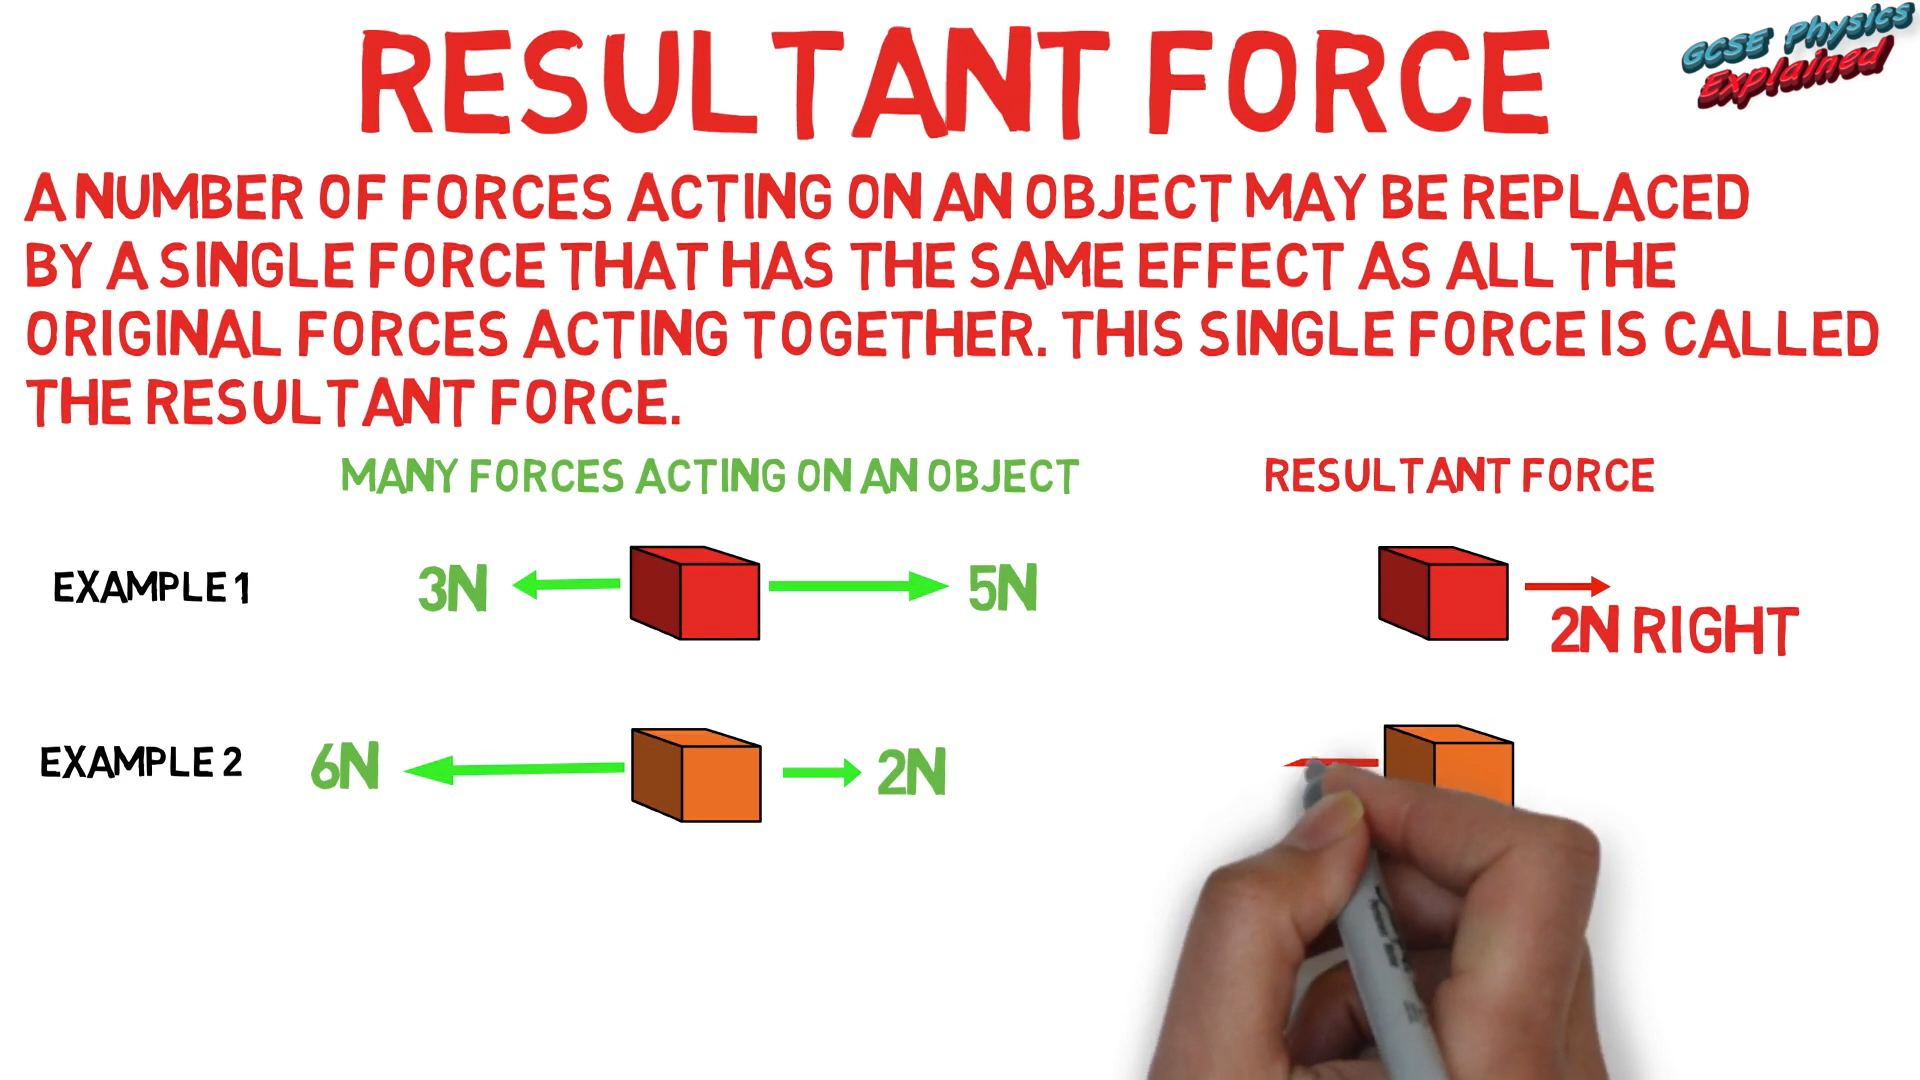 RESULTANT FORCE
GCSE Physics
Explained
A NUMBER OF FORCES ACTING ON AN OBJECT MAY BE REPLACED
BY A SINGLE FORCE THAT HAS THE SAME EFFECT AS ALL THE
ORIGINAL FORCES ACTING TOGETHER. THIS SINGLE FORCE IS CALLED
THE RESULTANT FORCE.
MANY FORCES ACTING ON AN OBJECT
RESULTANT FORCE
EXAMPLE 1
3N
5N
2N RIGHT
EXAMPLE 2
6N
2N